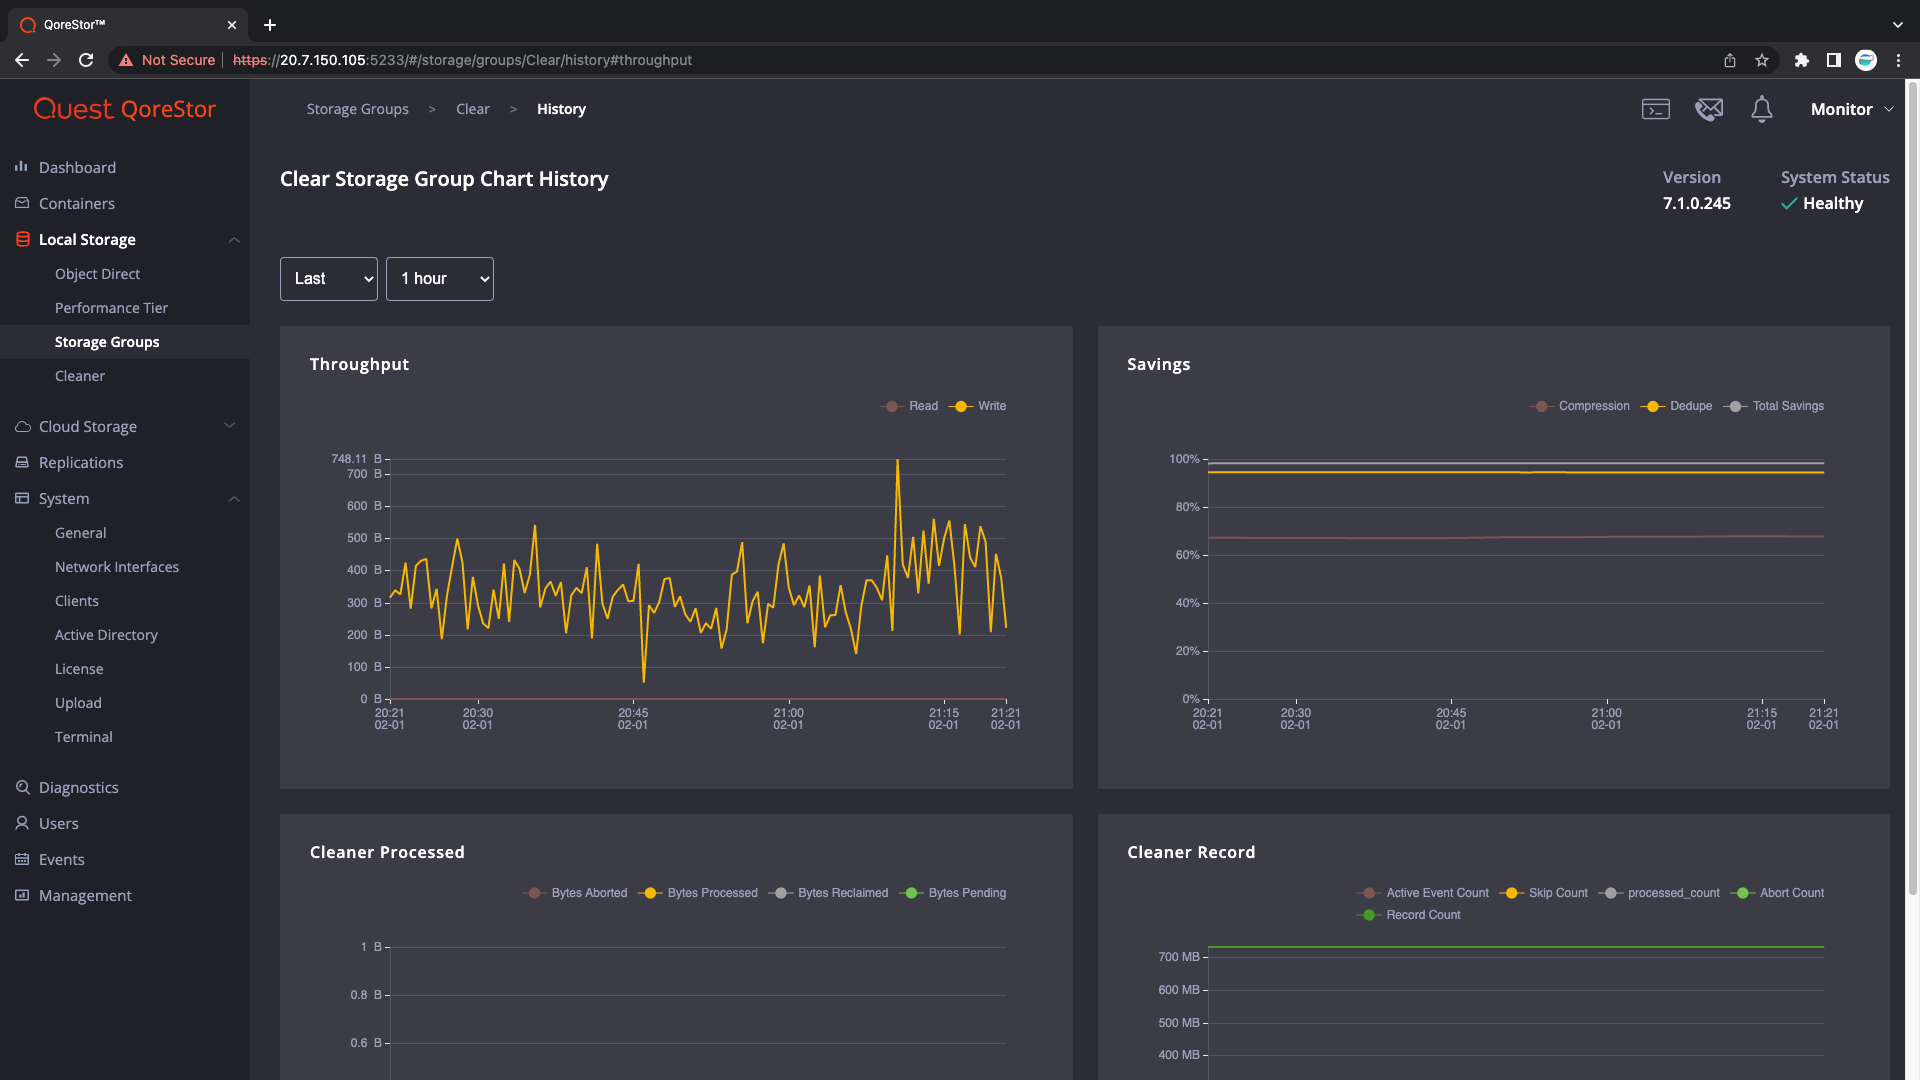 QoreStor™
Not Secure
https://20.7.150.105:5233/#/storage/groups/Clear/history#throughput
Quest QoreStor
Dashboard
Containers
Local Storage
Object Direct
Performance Tier
Storage Groups
Cleaner
Cloud Storage
Replications
System
General
Network Interfaces
Clients
Active Directory
License
Upload
Terminal
Diagnostics
Users
Events
Management
Storage Groups > Clear > History
Monitor
Clear Storage Group Chart History
Version
7.1.0.245
System Status
Healthy
Last
1 hour
Throughput
Read Write
748.11 B
700 B
600 B
500 B
400 B
300 B
200 B
100 B
0 B
20:21 20:30 20:45 21:00 21:15 21:21
02-01 02-01 02-01 02-01 02-01 02-01
Savings
Compression Dedupe Total Savings
100%
80%
60%
40%
20%
0%
20:21 20:30 20:45 21:00 21:15 21:21
02-01 02-01 02-01 02-01 02-01 02-01
Cleaner Processed
Bytes Aborted Bytes Processed Bytes Reclaimed Bytes Pending
1 B
0.8 B
0.6 B
Cleaner Record
Active Event Count Skip Count processed_count Abort Count
Record Count
700 MB
600 MB
500 MB
400 MB